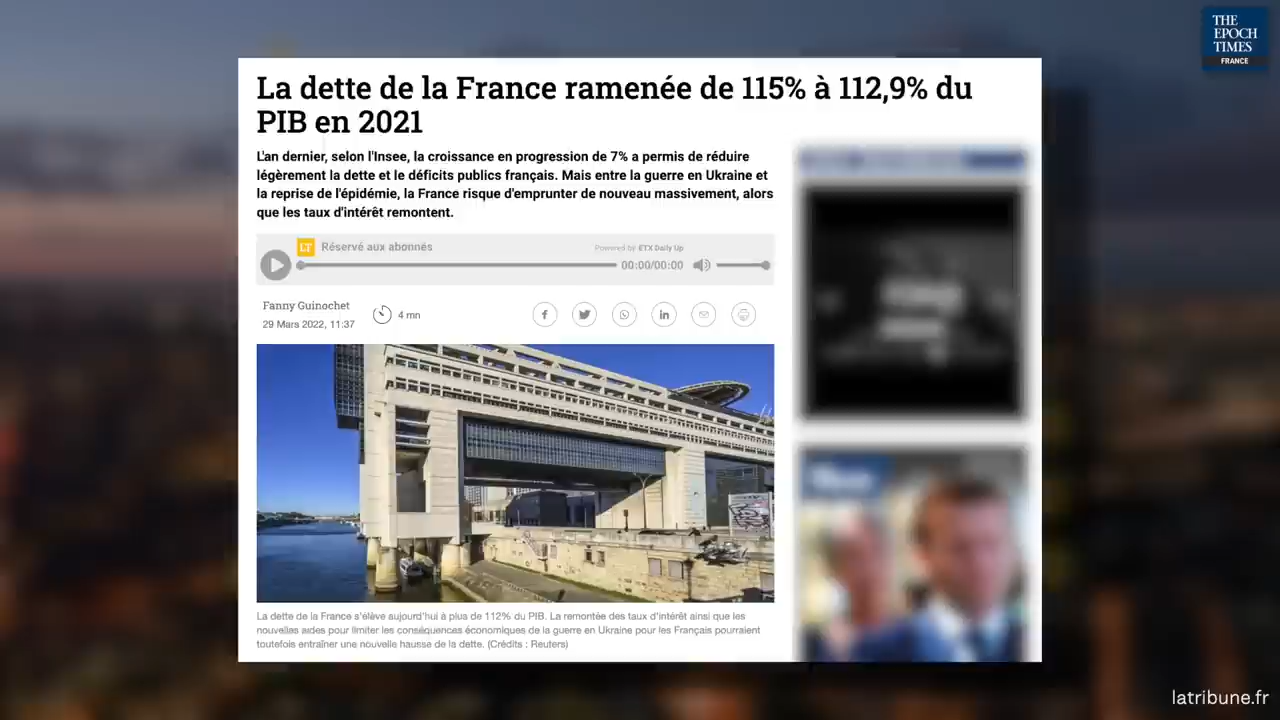 THE
EPOCH
TIMES
FRANCE
La dette de la France ramenée de 115% à 112,9% du
PIB en 2021
L'an dernier, selon l'Insee, la croissance en progression de 7% a permis de réduire
légèrement la dette et le déficits publics français. Mais entre la guerre en Ukraine et
la reprise de l'épidémie, la France risque d'emprunter de nouveau massivement, alors
que les taux d'intérêt remontent.
LT Réservé aux abonnés
Powered by ETX Daily Up
00:00/00:00
Fanny Guinochet
29 Mars 2022, 11:37
4 mn
La dette de la France s'élève aujourd'hui à plus de 112% du PIB. La remontée des taux d'intérêt ainsi que les
nouvelles aides pour limiter les conséquences économiques de la guerre en Ukraine pour les Français pourraient
toutefois entraîner une nouvelle hausse de la dette. (Crédits : Reuters)
latribune.fr